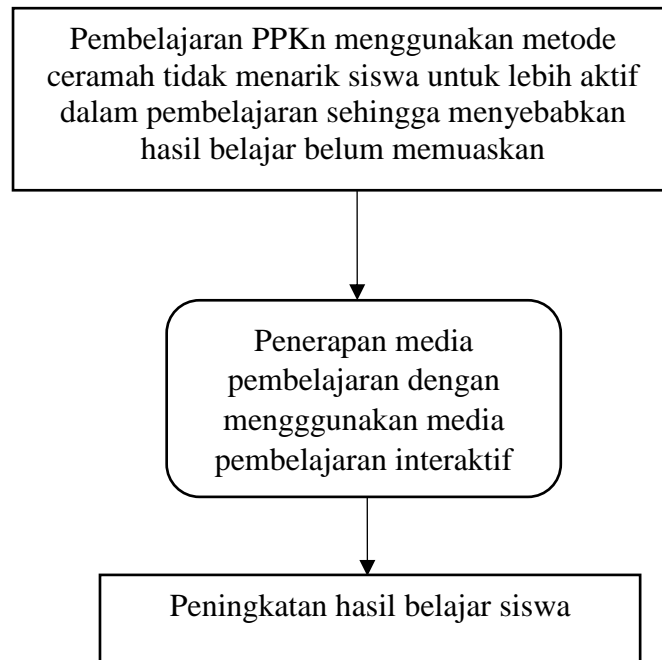 Pembelajaran PPKn menggunakan metode
ceramah tidak menarik siswa untuk lebih aktif
dalam pembelajaran sehingga menyebabkan
hasil belajar belum memuaskan
Penerapan media
pembelajaran dengan
mengggunakan media
pembelajaran interaktif
Peningkatan hasil belajar siswa